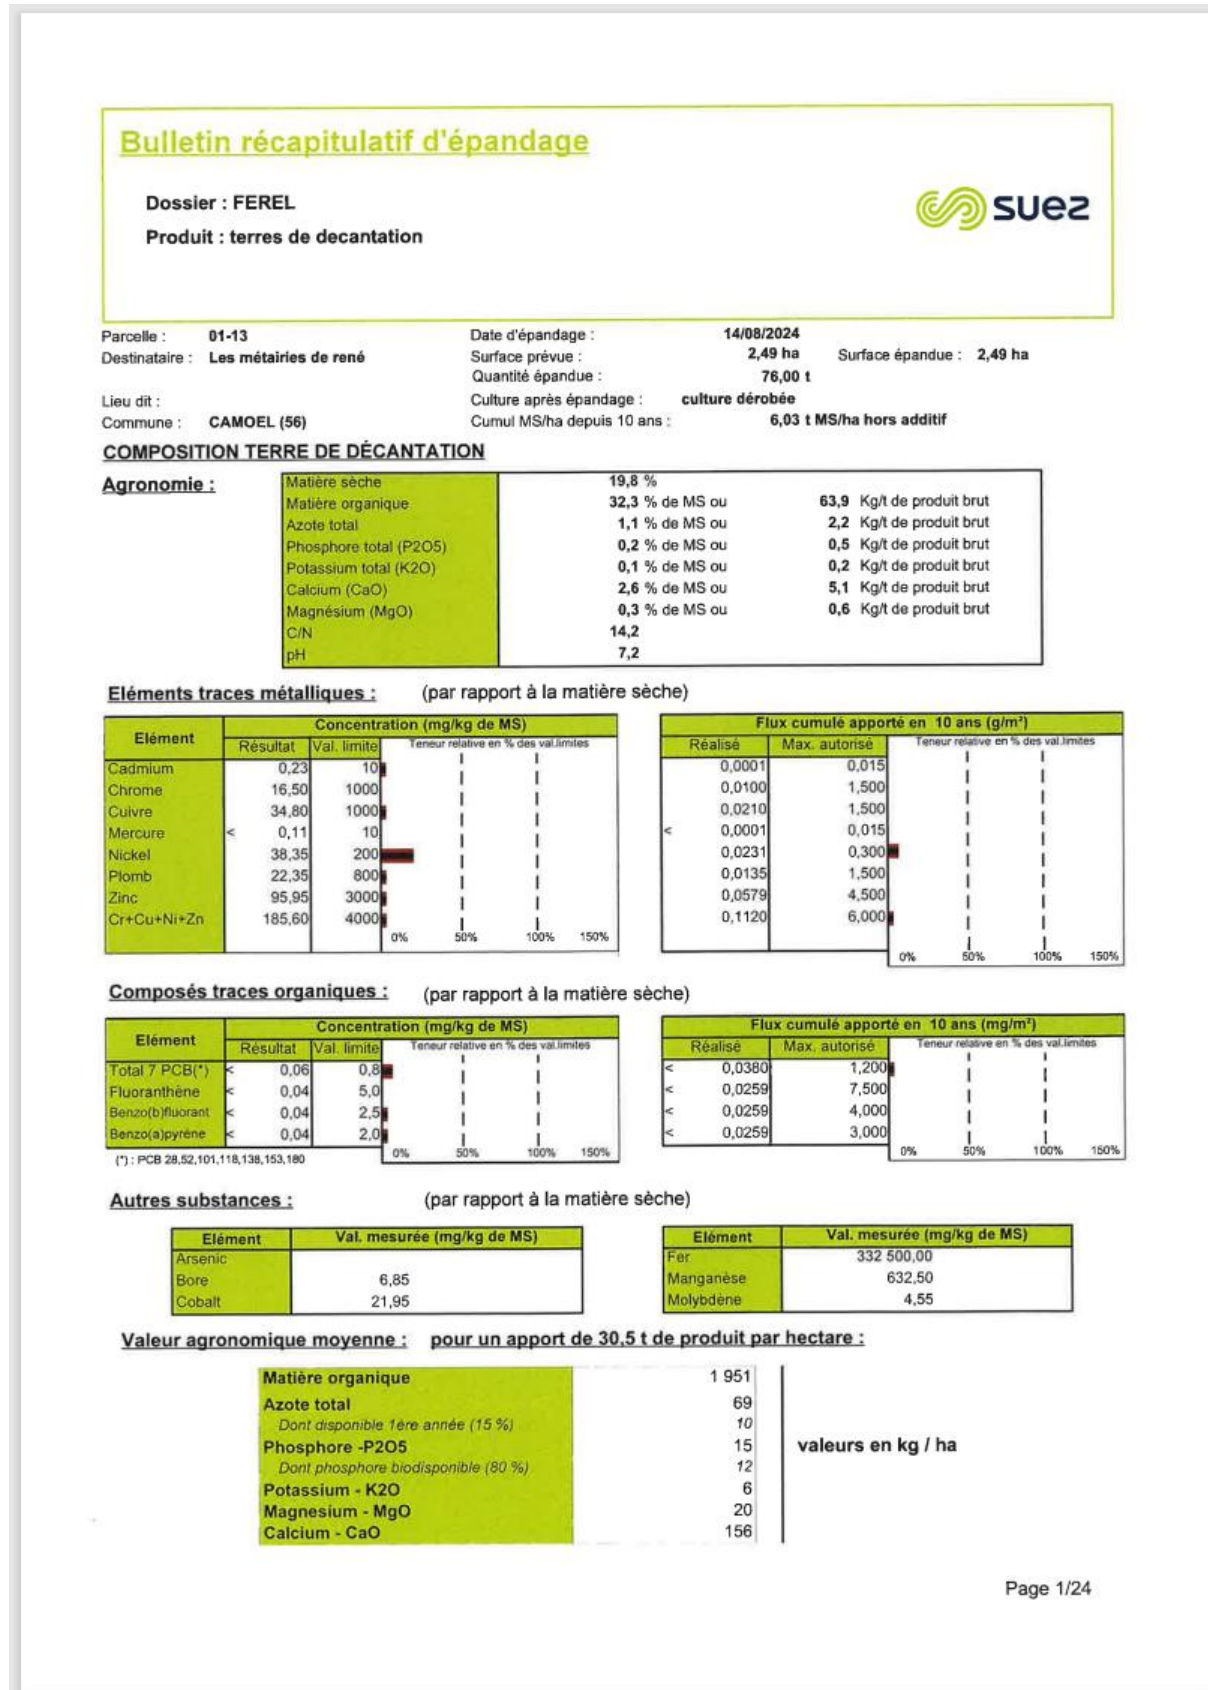 Bulletin récapitulatif d'épandage
Dossier : FEREL
Produit : terres de decantation
suez
Parcelle : 01-13 Date d'épandage : 14/08/2024
Destinataire : Les métairies de rené Surface prévue : 2,49 ha Surface épandue : 2,49 ha
Quantité épandue : 76,00 t
Lieu dit : Culture après épandage : culture dérobée
Commune : CAMOEL (56) Cumul MS/ha depuis 10 ans : 6,03 t MS/ha hors additif
COMPOSITION TERRE DE DÉCANTATION
Agronomie :
Matière sèche 19,8 %
Matière organique 32,3 % de MS ou 63,9 Kg/t de produit brut
Azote total 1,1 % de MS ou 2,2 Kg/t de produit brut
Phosphore total (P2O5) 0,2 % de MS ou 0,5 Kg/t de produit brut
Potassium total (K2O) 0,1 % de MS ou 0,2 Kg/t de produit brut
Calcium (CaO) 2,6 % de MS ou 5,1 Kg/t de produit brut
Magnésium (MgO) 0,3 % de MS ou 0,6 Kg/t de produit brut
C/N 14,2
pH 7,2
Eléments traces métalliques : (par rapport à la matière sèche)
Elément Concentration (mg/kg de MS) Flux cumulé apporté en 10 ans (g/m²)
Résultat Val. limite Teneur relative en % des val.limites Réalisé Max. autorisé Teneur relative en % des val.limites
Cadmium 0,23 10 0,0001 0,015
Chrome 16,50 1000 0,0100 1,500
Cuivre 34,80 1000 0,0210 1,500
Mercure < 0,11 10 < 0,0001 0,015
Nickel 38,35 200 0,0231 0,300
Plomb 22,35 800 0,0135 1,500
Zinc 95,95 3000 0,0579 4,500
Cr+Cu+Ni+Zn 185,60 4000 0,1120 6,000
0% 50% 100% 150% 0% 50% 100% 150%
Composés traces organiques : (par rapport à la matière sèche)
Elément Concentration (mg/kg de MS) Flux cumulé apporté en 10 ans (mg/m²)
Résultat Val. limite Teneur relative en % des val.limites Réalisé Max. autorisé Teneur relative en % des val.limites
Total 7 PCB(*) < 0,06 0,8 < 0,0380 1,200
Fluoranthène < 0,04 5,0 < 0,0259 7,500
Benzo(b)fluorant < 0,04 2,5 < 0,0259 4,000
Benzo(a)pyrène < 0,04 2,0 < 0,0259 3,000
0% 50% 100% 150% 0% 50% 100% 150%
(*) : PCB 28,52,101,118,138,153,180
Autres substances : (par rapport à la matière sèche)
Elément Val. mesurée (mg/kg de MS) Elément Val. mesurée (mg/kg de MS)
Arsenic Fer 332 500,00
Bore 6,85 Manganèse 632,50
Cobalt 21,95 Molybdène 4,55
Valeur agronomique moyenne : pour un apport de 30,5 t de produit par hectare :
Matière organique 1 951
Azote total 69
Dont disponible 1ère année (15 %) 10
Phosphore -P2O5 15 valeurs en kg / ha
Dont phosphore biodisponible (80 %) 12
Potassium - K2O 6
Magnesium - MgO 20
Calcium - CaO 156
Page 1/24